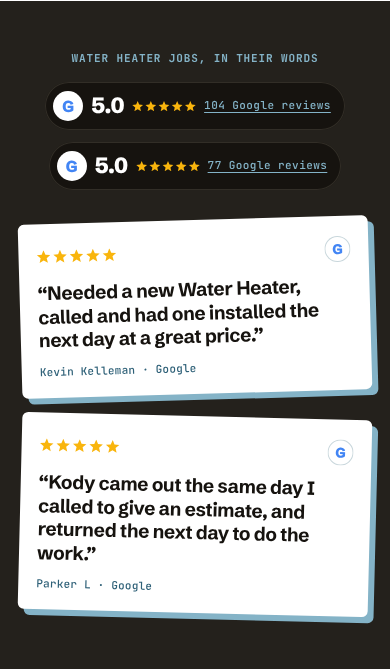 WATER HEATER JOBS, IN THEIR WORDS
G 5.0 ★★★★★ 104 Google reviews
G 5.0 ★★★★★ 77 Google reviews
★★★★★ G
“Needed a new Water Heater,
called and had one installed the
next day at a great price.”
Kevin Kelleman · Google
★★★★★ G
“Kody came out the same day I
called to give an estimate, and
returned the next day to do the
work.”
Parker L · Google